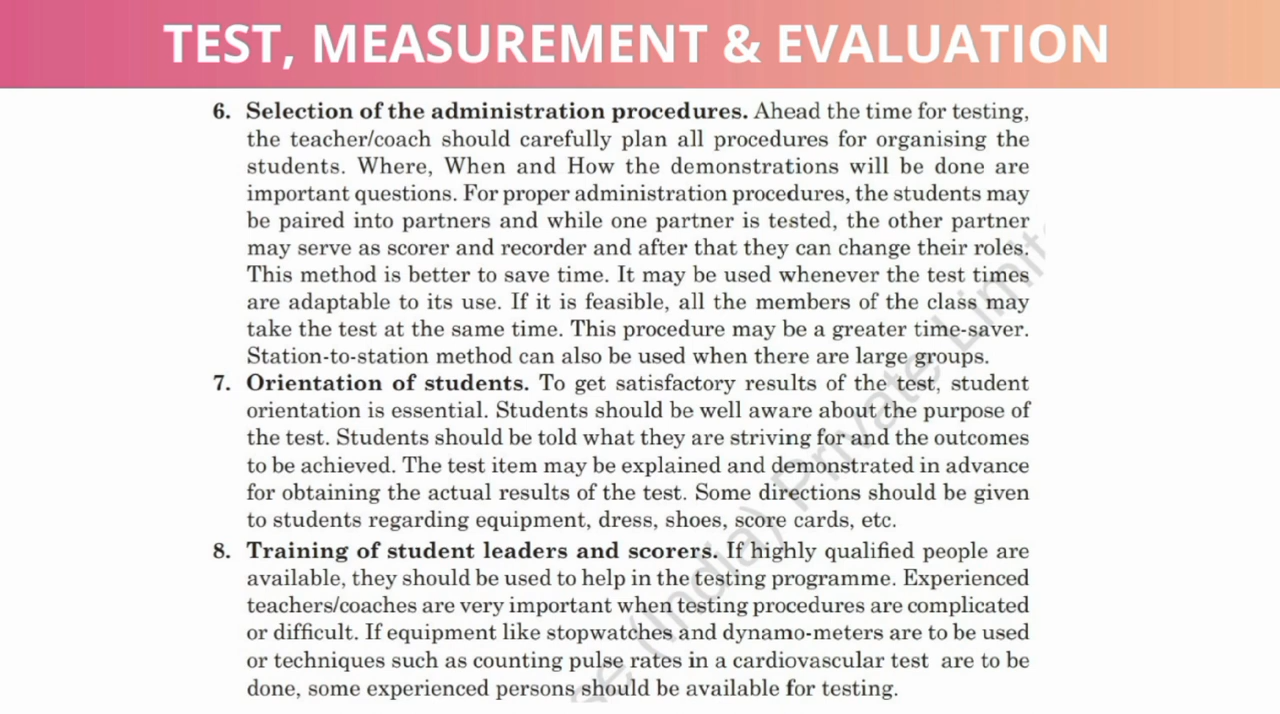 TEST, MEASUREMENT & EVALUATION
6. Selection of the administration procedures. Ahead the time for testing,
the teacher/coach should carefully plan all procedures for organising the
students. Where, When and How the demonstrations will be done are
important questions. For proper administration procedures, the students may
be paired into partners and while one partner is tested, the other partner
may serve as scorer and recorder and after that they can change their roles.
This method is better to save time. It may be used whenever the test times
are adaptable to its use. If it is feasible, all the members of the class may
take the test at the same time. This procedure may be a greater time-saver.
Station-to-station method can also be used when there are large groups.
7. Orientation of students. To get satisfactory results of the test, student
orientation is essential. Students should be well aware about the purpose of
the test. Students should be told what they are striving for and the outcomes
to be achieved. The test item may be explained and demonstrated in advance
for obtaining the actual results of the test. Some directions should be given
to students regarding equipment, dress, shoes, score cards, etc.
8. Training of student leaders and scorers. If highly qualified people are
available, they should be used to help in the testing programme. Experienced
teachers/coaches are very important when testing procedures are complicated
or difficult. If equipment like stopwatches and dynamo-meters are to be used
or techniques such as counting pulse rates in a cardiovascular test are to be
done, some experienced persons should be available for testing.
(India) Private